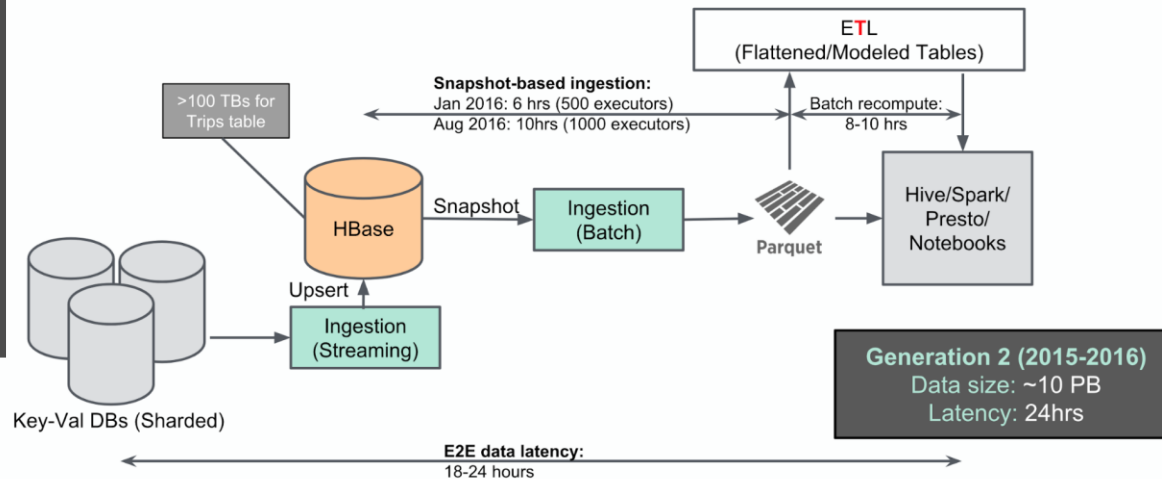 ETL
(Flattened/Modeled Tables)
Snapshot-based ingestion:
Jan 2016: 6 hrs (500 executors)
Aug 2016: 10hrs (1000 executors)
Batch recompute:
8-10 hrs
>100 TBs for
Trips table
HBase
Snapshot
Ingestion
(Batch)
Parquet
Hive/Spark/
Presto/
Notebooks
Upsert
Ingestion
(Streaming)
Key-Val DBs (Sharded)
Generation 2 (2015-2016)
Data size: ~10 PB
Latency: 24hrs
E2E data latency:
18-24 hours